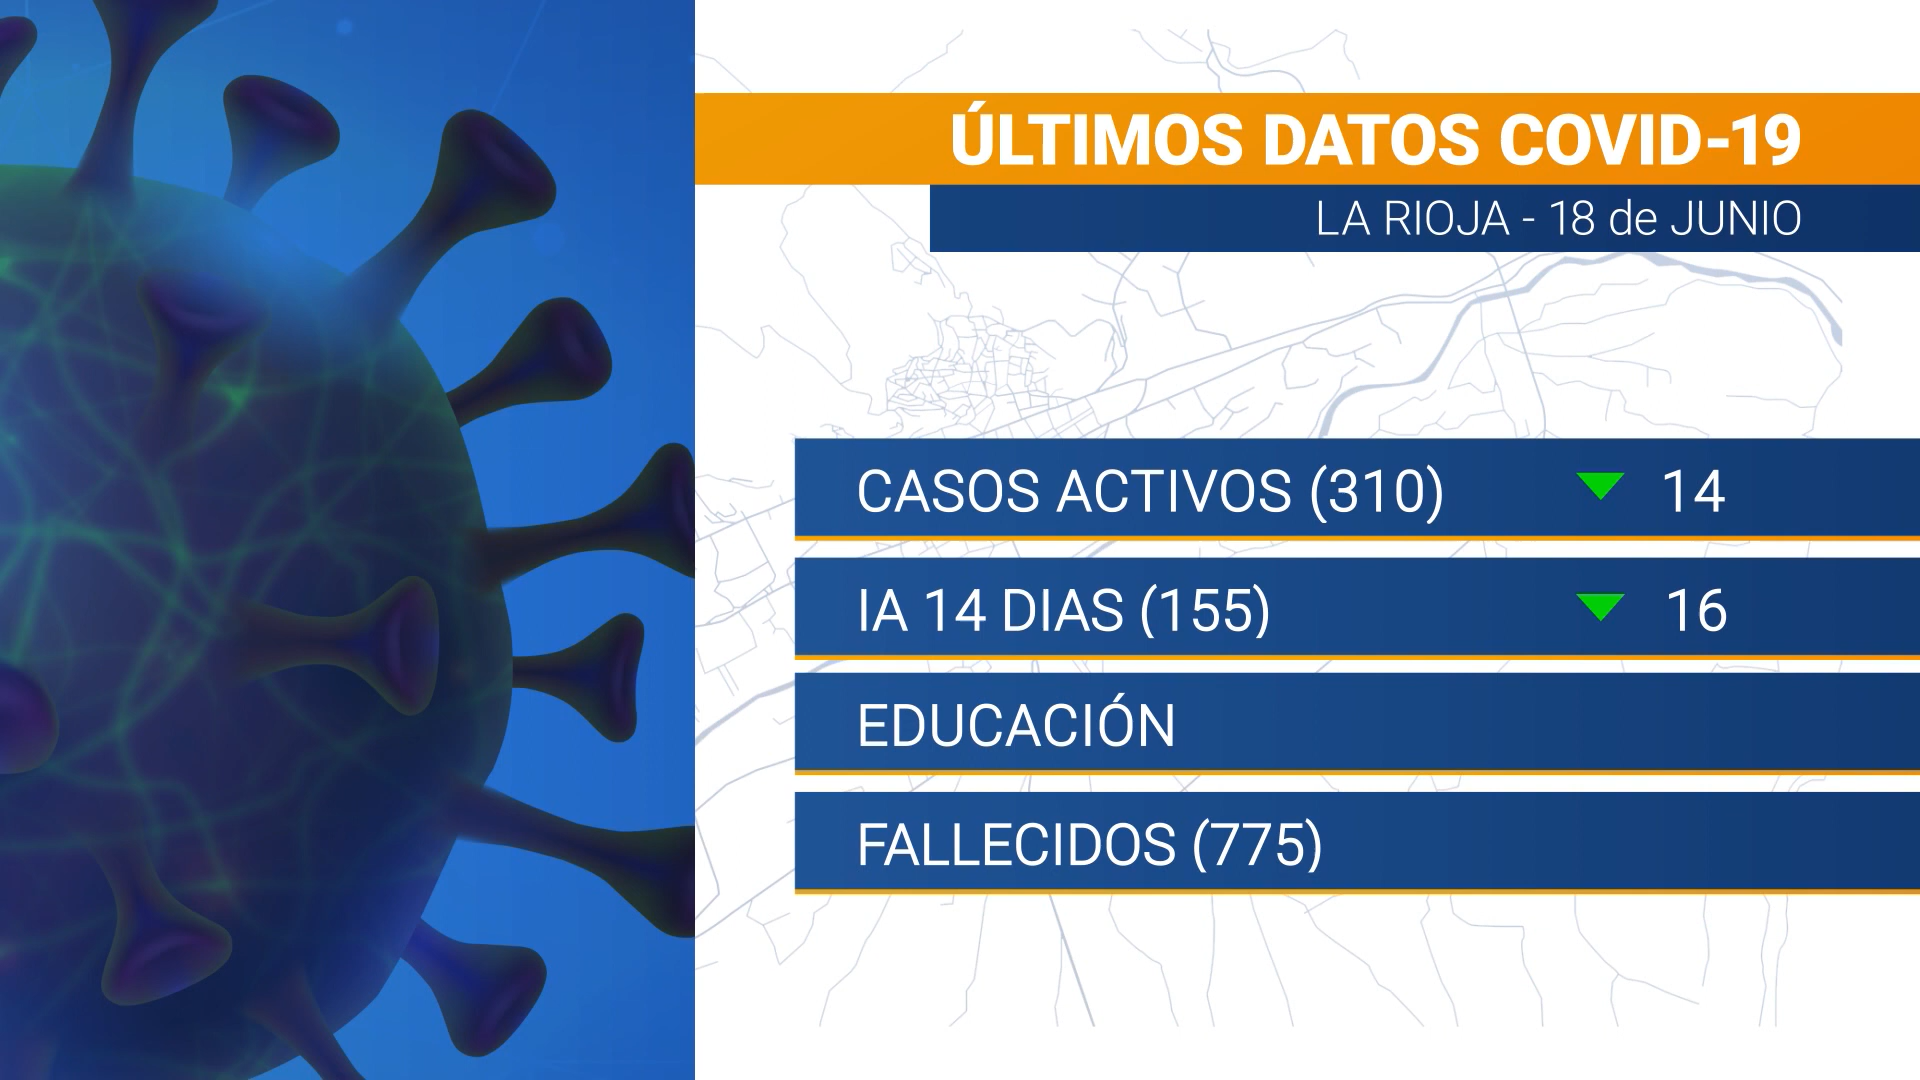 ÚLTIMOS DATOS COVID-19
LA RIOJA - 18 de JUNIO
CASOS ACTIVOS (310) 14
IA 14 DIAS (155) 16
EDUCACIÓN
FALLECIDOS (775)